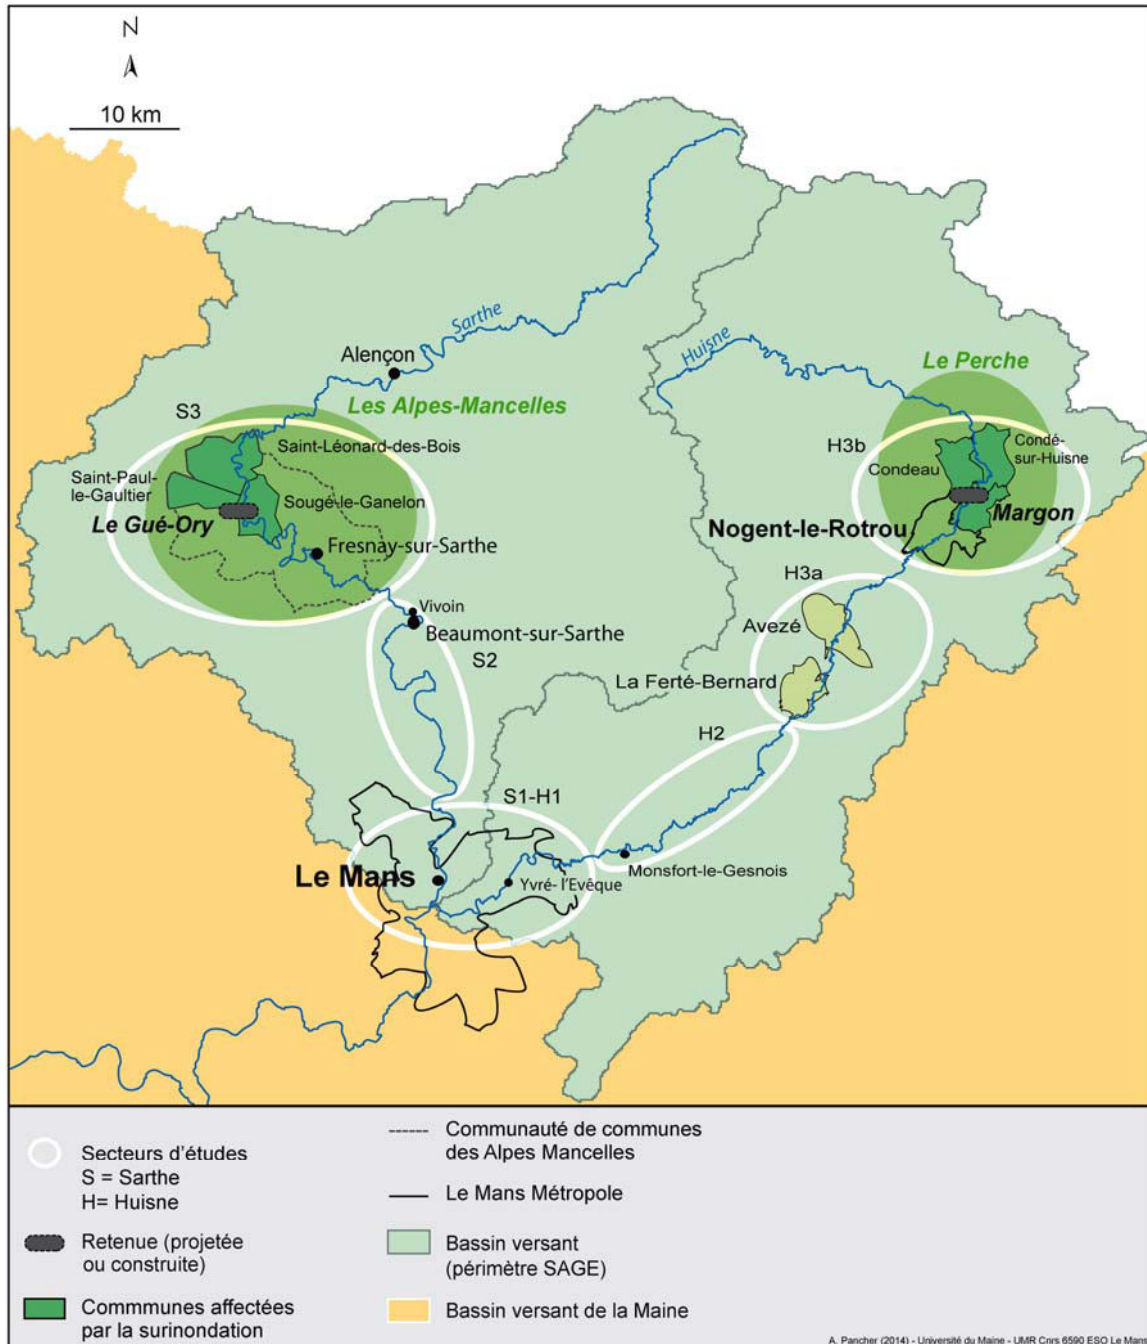 N
10 km
Sarthe
Huisne
Alençon
Le Perche
Les Alpes-Mancelles
S3
Saint-Léonard-des-Bois
H3b
Condé-
sur-Huisne
Condeau
Saint-Paul-
le-Gaultier
Sougé-le-Ganelon
Le Gué-Ory
Margon
Nogent-le-Rotrou
Fresnay-sur-Sarthe
H3a
Vivoin
Beaumont-sur-Sarthe
Avezé
S2
La Ferté-Bernard
H2
S1-H1
Le Mans
Yvré- l'Evêque
Monsfort-le-Gesnois
Secteurs d'études
S = Sarthe
H= Huisne
Retenue (projetée
ou construite)
Commmunes affectées
par la surinondation
Communauté de communes
des Alpes Mancelles
Le Mans Métropole
Bassin versant
(périmètre SAGE)
Bassin versant de la Maine
A. Pancher (2014) - Université du Maine - UMR Cnrs 6590 ESO Le Mans